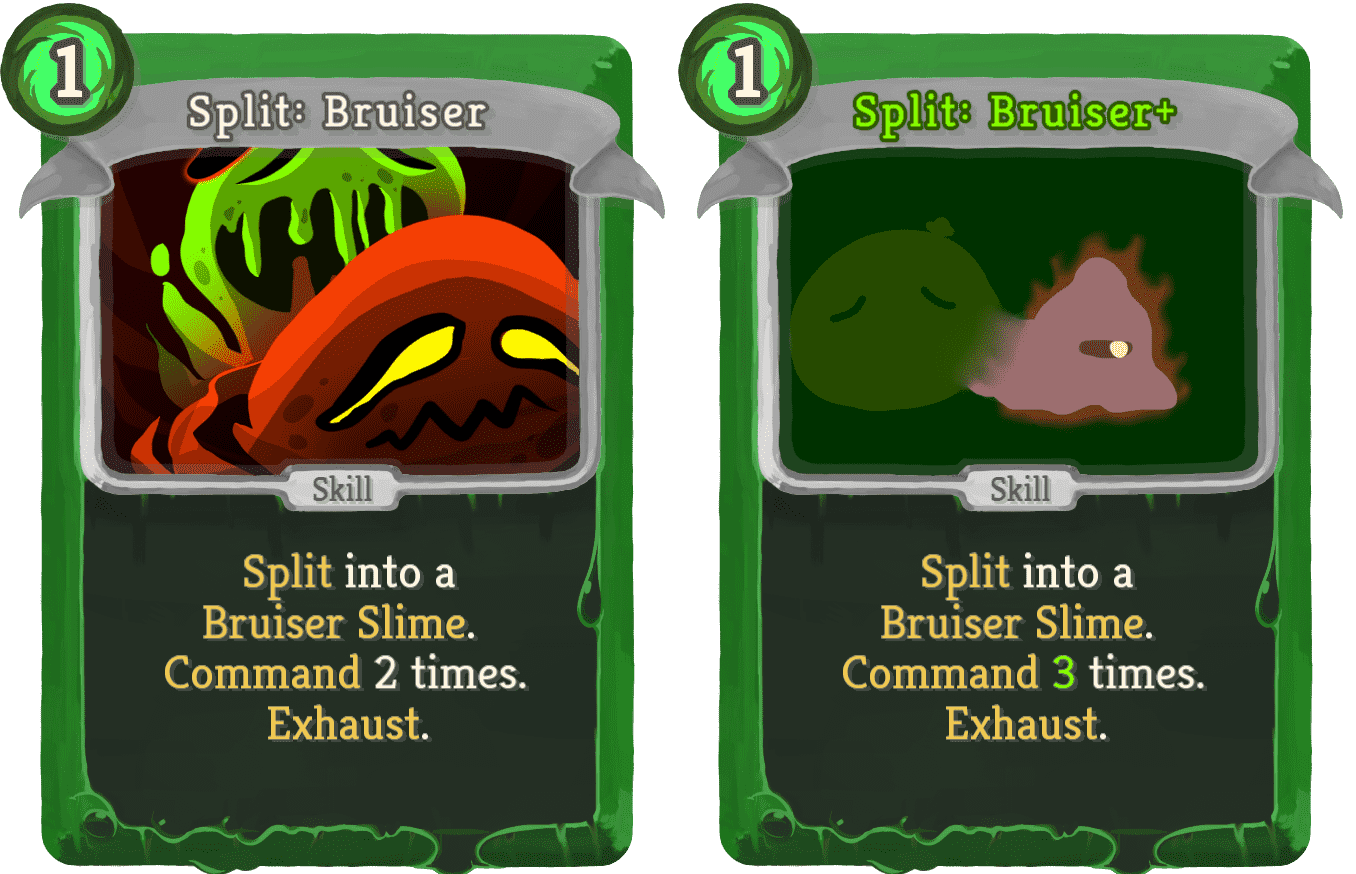 1
Split: Bruiser
Skill
Split into a
Bruiser Slime.
Command 2 times.
Exhaust.
1
Split: Bruiser+
Skill
Split into a
Bruiser Slime.
Command 3 times.
Exhaust.